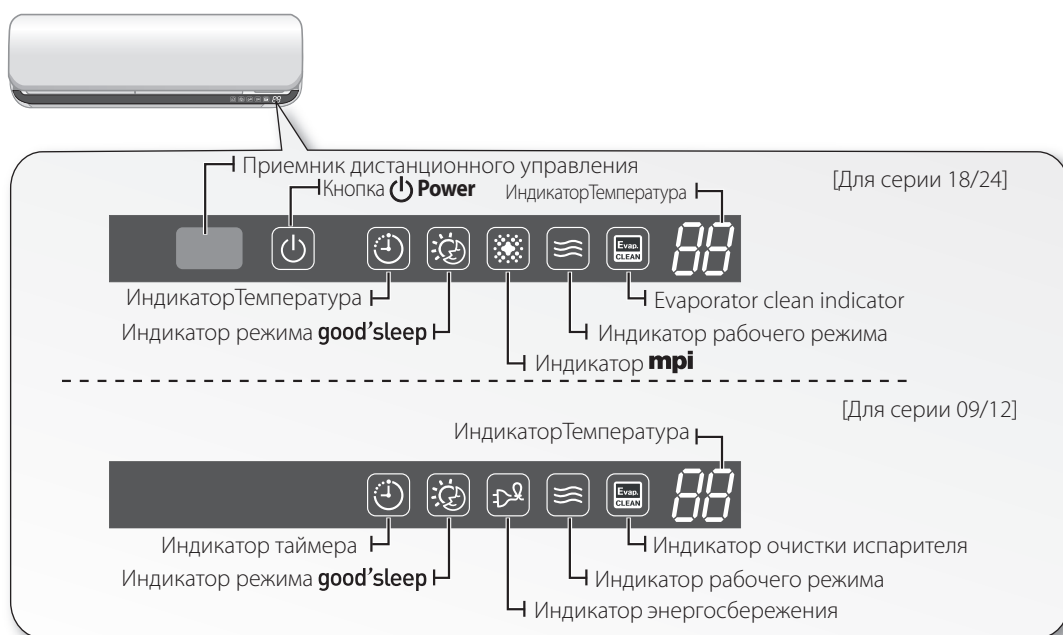 Приемник дистанционного управления
[Для серии 18/24]
Кнопка Power
ИндикаторТемпература
Evap.
CLEAN
88
ИндикаторТемпература
Evaporator clean indicator
Индикатор режима good'sleep
Индикатор рабочего режима
Индикатор mpi
[Для серии 09/12]
ИндикаторТемпература
Evap.
CLEAN
88
Индикатор таймера
Индикатор очистки испарителя
Индикатор режима good'sleep
Индикатор рабочего режима
Индикатор энергосбережения